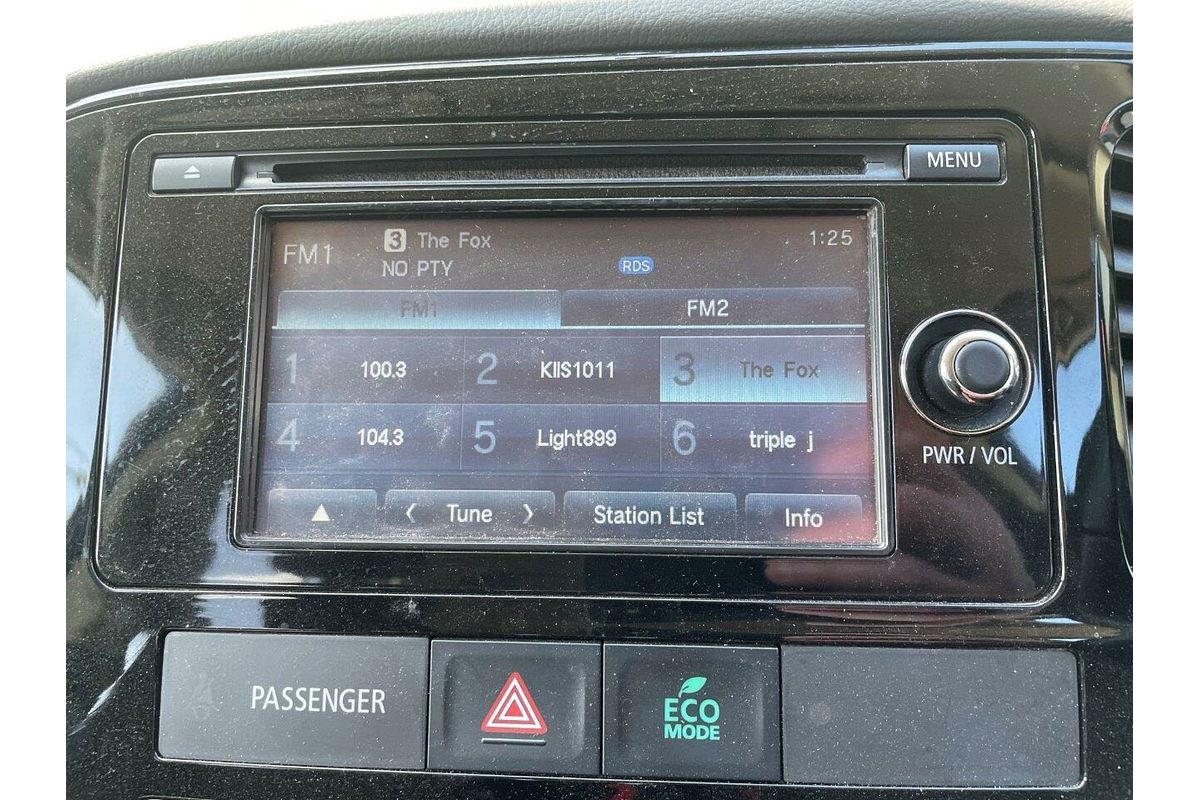 MENU
FM1 3 The Fox 1:25
NO PTY RDS
FM1 FM2
1 100.3 2 KIIS1011 3 The Fox
4 104.3 5 Light899 6 triple j
Tune Station List Info
PWR / VOL
PASSENGER ECO MODE